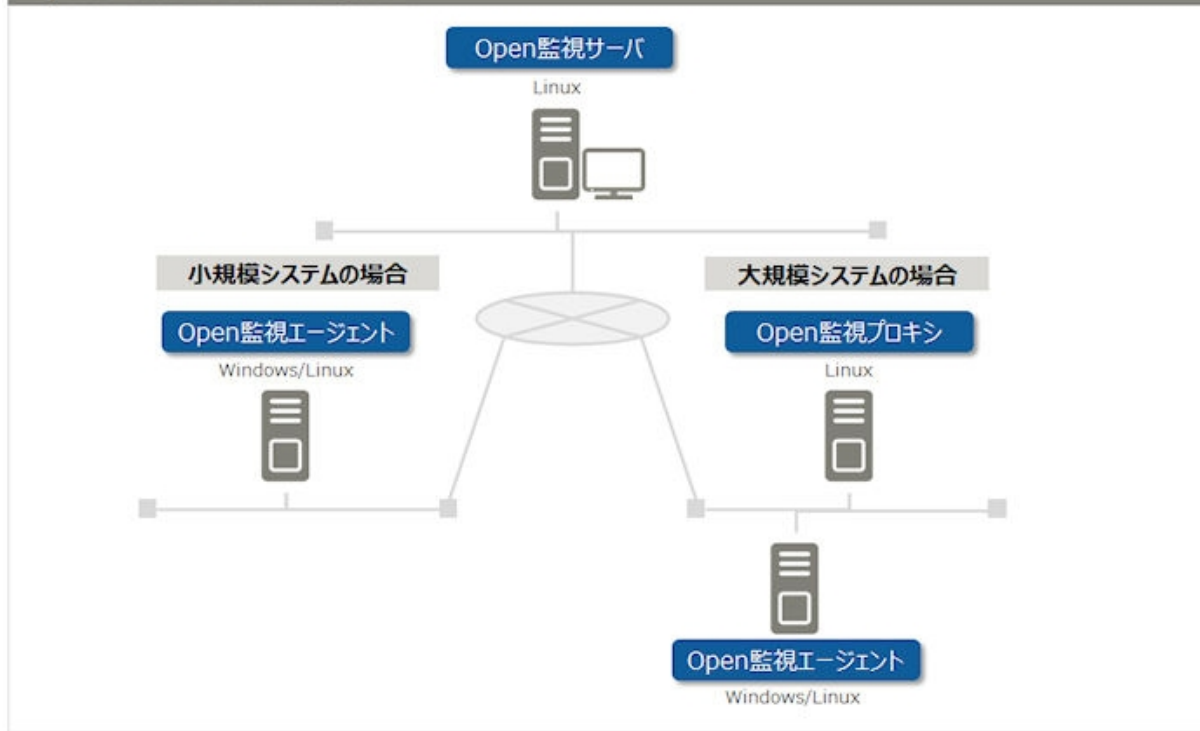 Open監視サーバ
Linux
小規模システムの場合
大規模システムの場合
Open監視エージェント
Open監視プロキシ
Windows/Linux
Linux
Open監視エージェント
Windows/Linux